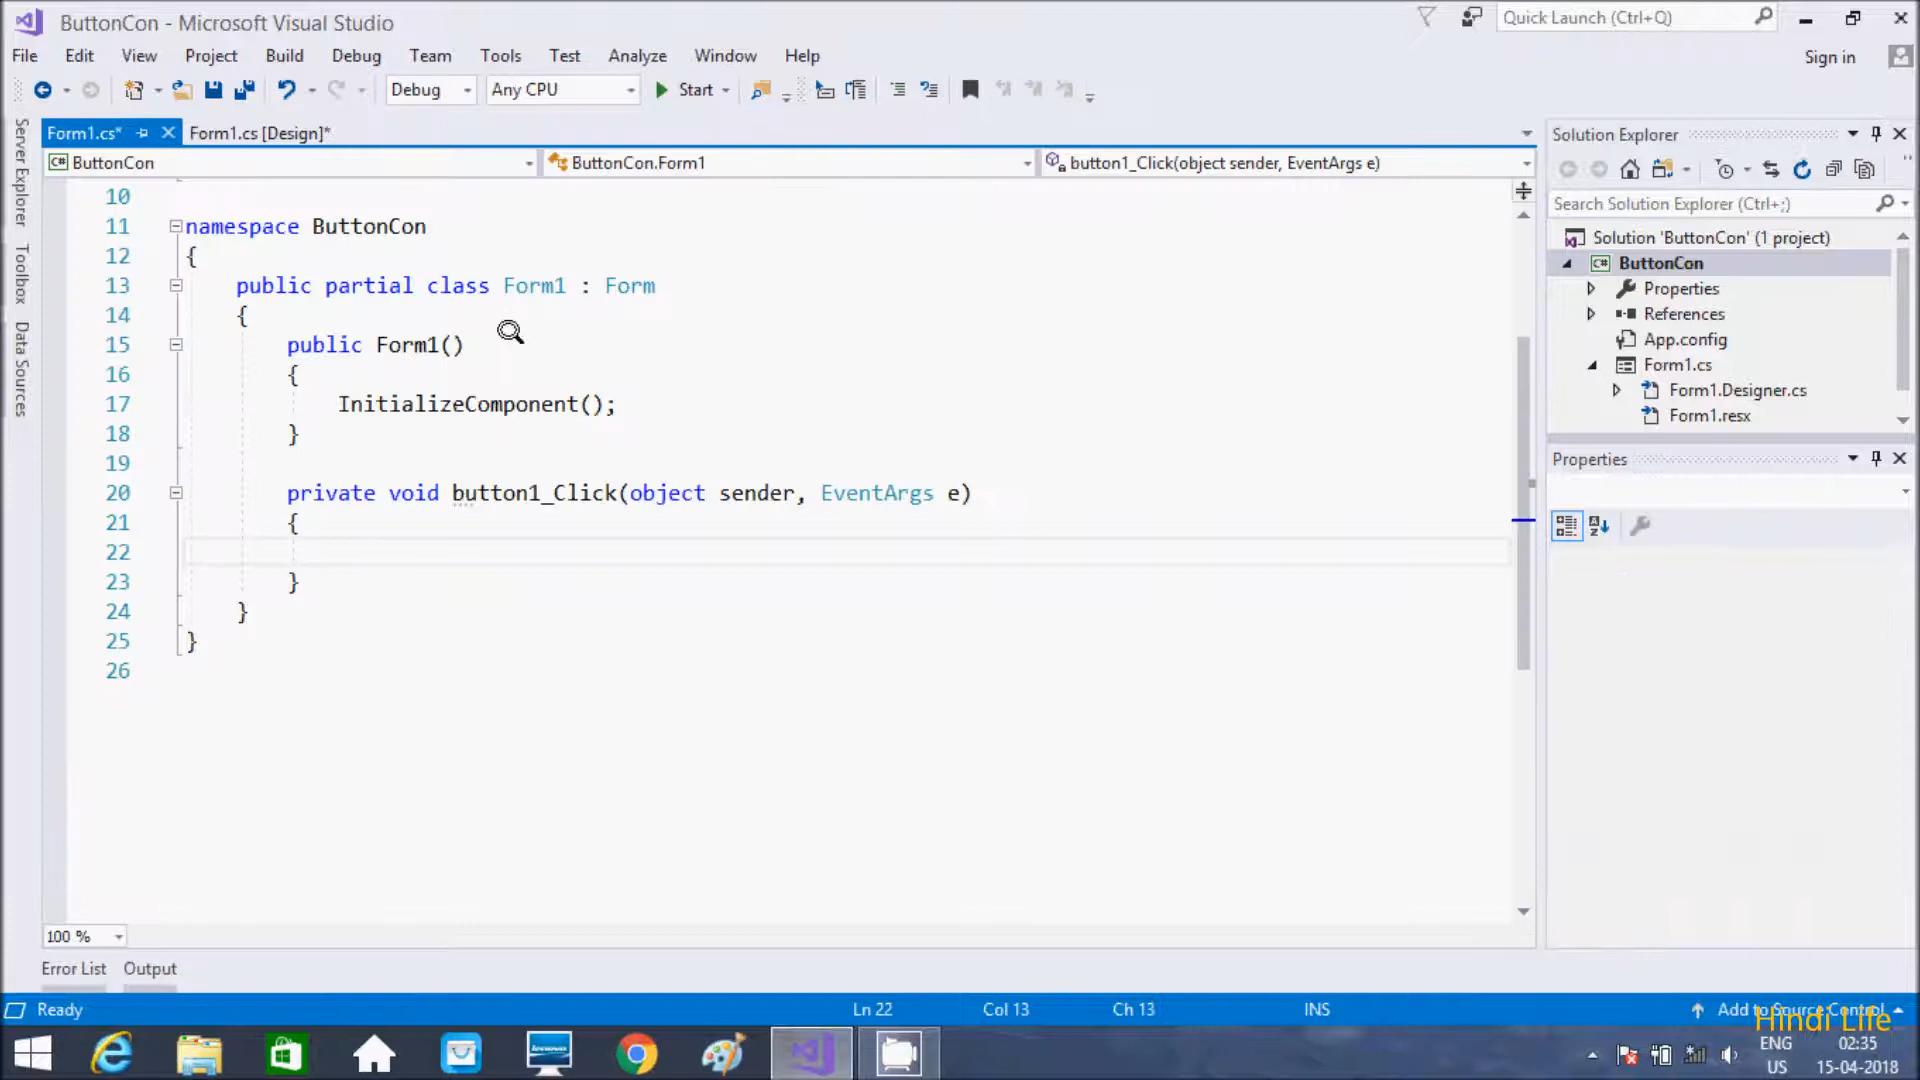 ButtonCon - Microsoft Visual Studio
Quick Launch (Ctrl+Q)
File Edit View Project Build Debug Team Tools Test Analyze Window Help
Sign in
Debug Any CPU Start
Server Explorer
Toolbox
Data Sources
Form1.cs* Form1.cs [Design]*
C# ButtonCon ButtonCon.Form1 button1_Click(object sender, EventArgs e)
10
11 namespace ButtonCon
12 {
13 public partial class Form1 : Form
14 {
15 public Form1()
16 {
17 InitializeComponent();
18 }
19
20 private void button1_Click(object sender, EventArgs e)
21 {
22
23 }
24 }
25 }
26
100 %
Error List Output
Solution Explorer
Search Solution Explorer (Ctrl+;)
Solution 'ButtonCon' (1 project)
C# ButtonCon
Properties
References
App.config
Form1.cs
Form1.Designer.cs
Form1.resx
Properties
Ready Ln 22 Col 13 Ch 13 INS Add to Source Control
Hindi Life
ENG 02:35
US 15-04-2018